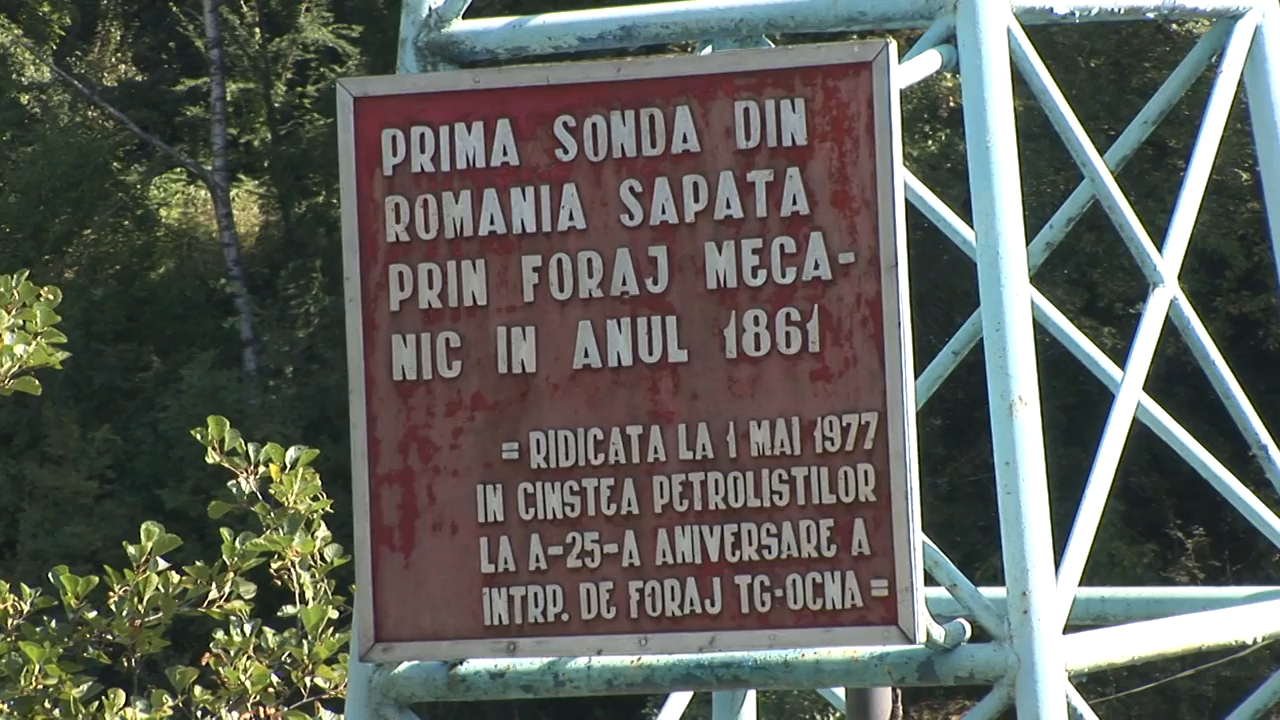 PRIMA SONDA DIN
ROMANIA SAPATA
PRIN FORAJ MECA-
NIC IN ANUL 1861
= RIDICATA LA 1 MAI 1977
IN CINSTEA PETROLISTILOR
LA A-25-A ANIVERSARE A
INTRP. DE FORAJ TG-OCNA =